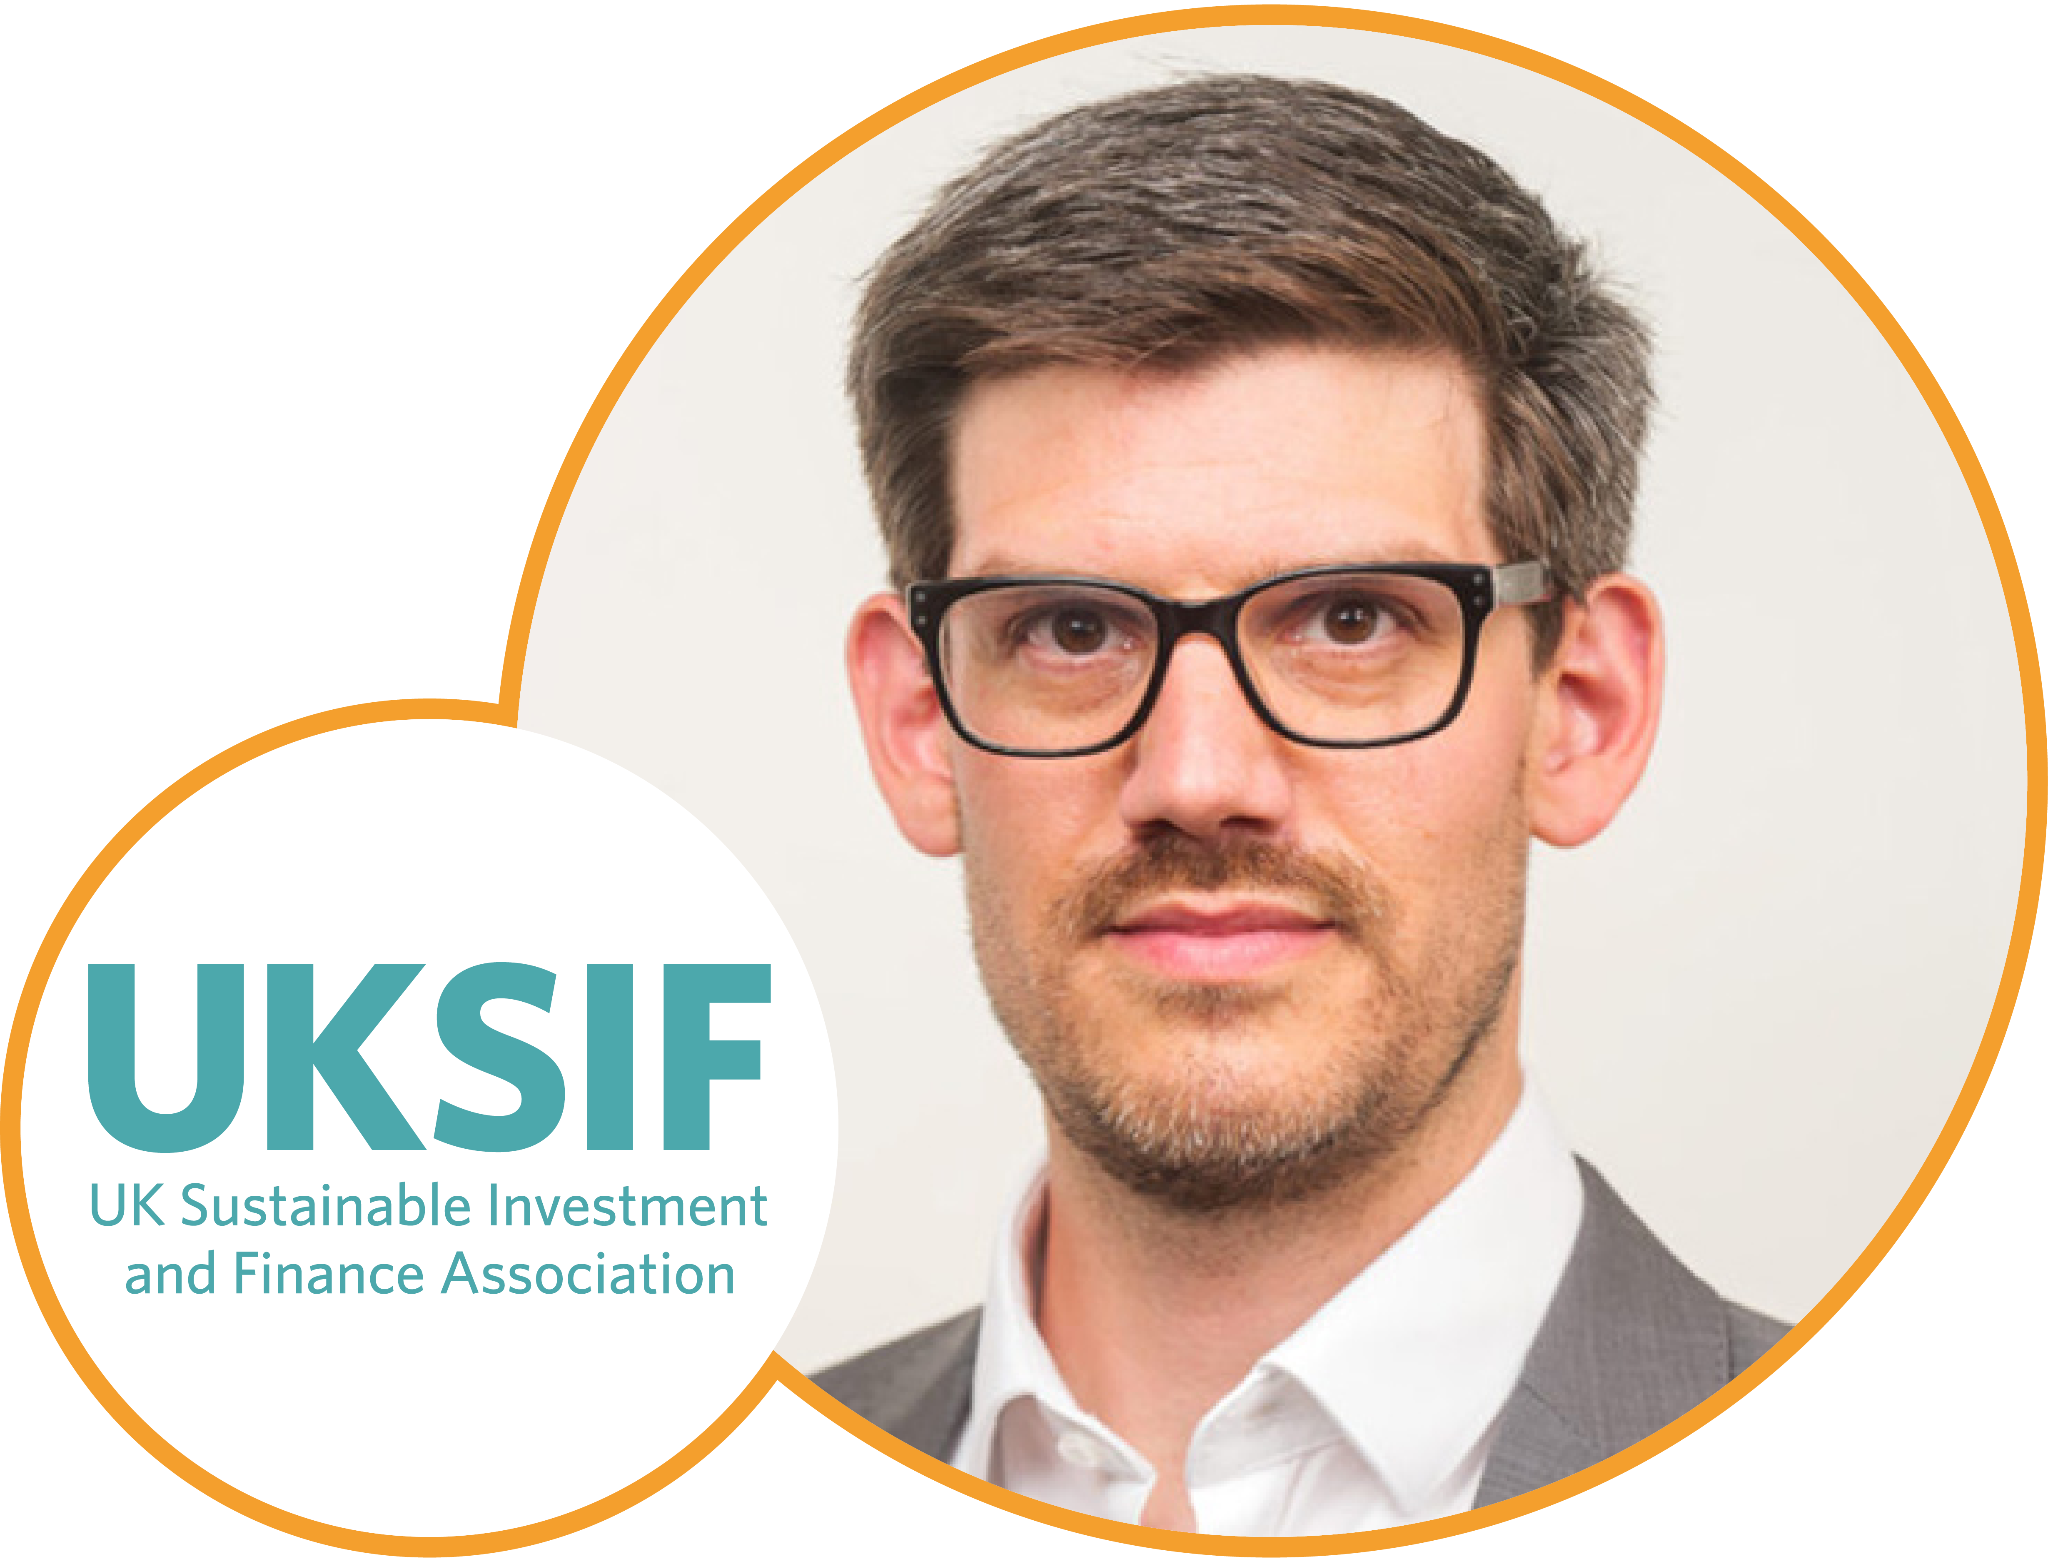 UKSIF
UK Sustainable Investment
and Finance Association